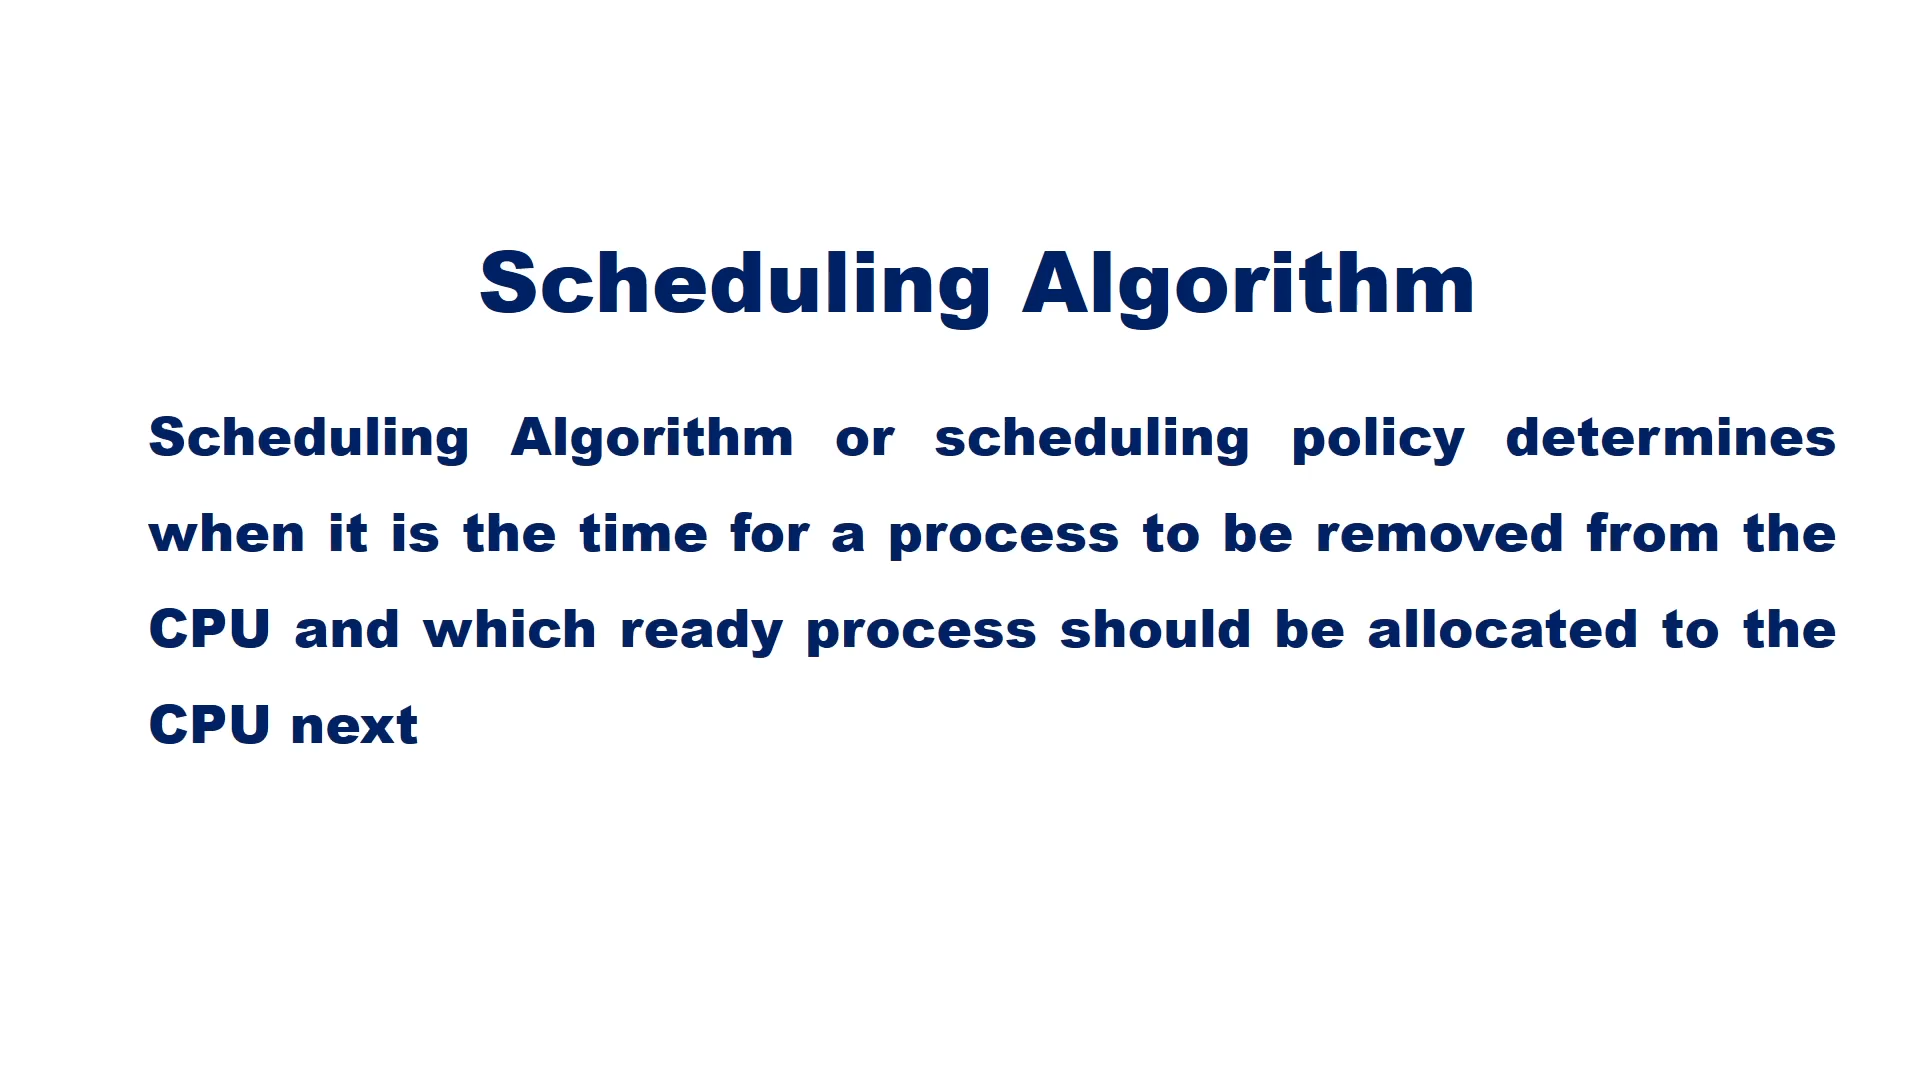 Scheduling Algorithm
Scheduling Algorithm or scheduling policy determines
when it is the time for a process to be removed from the
CPU and which ready process should be allocated to the
CPU next